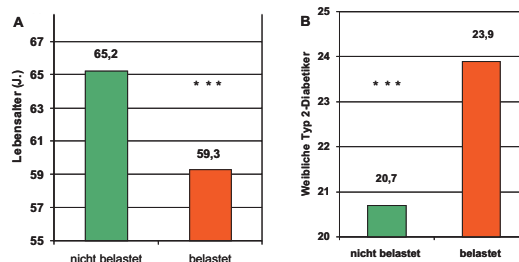 A
Lebensalter (J.)
67
65
63
61
59
57
55
65,2
* * *
59,3
nicht belastet
belastet
B
Weibliche Typ 2-Diabetiker
25
24
23
22
21
20
23,9
* * *
20,7
nicht belastet
belastet